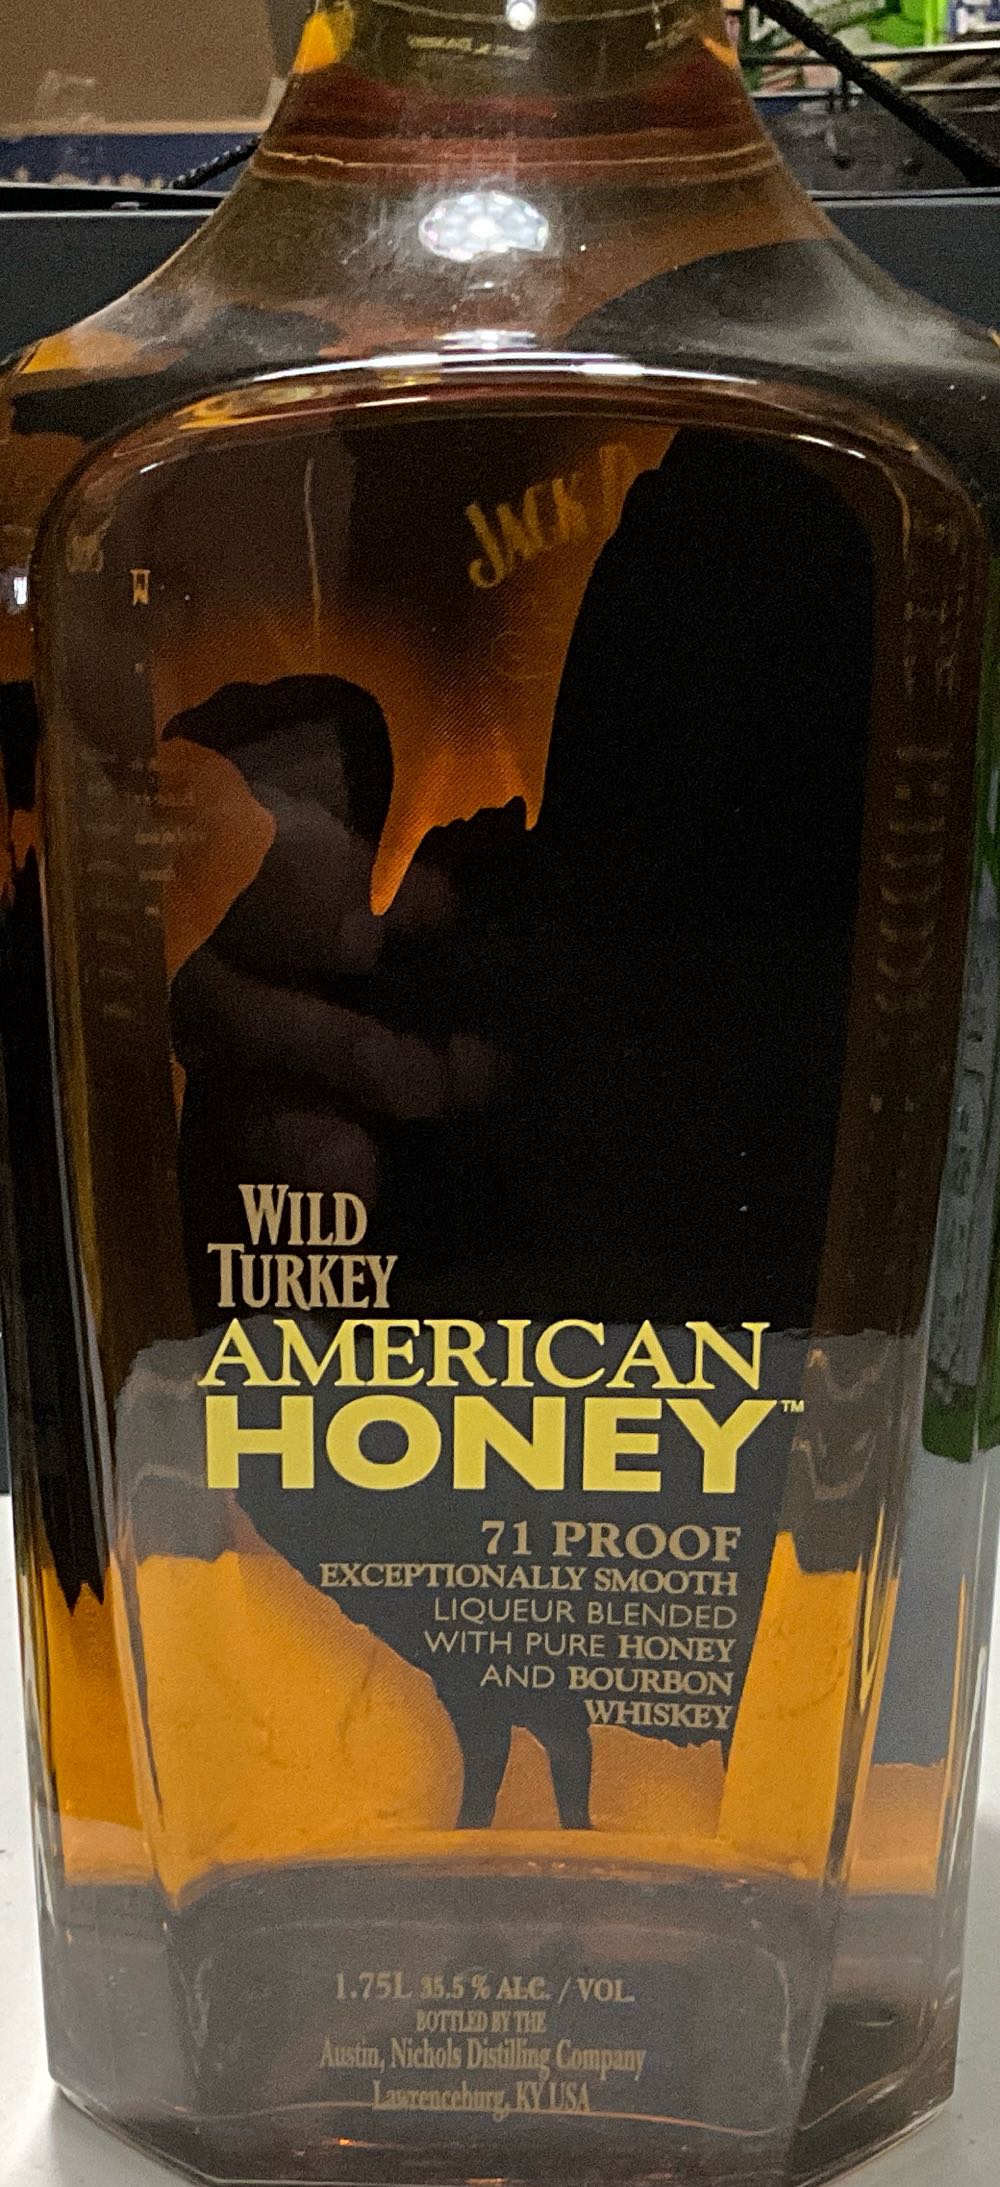 JACK D
WILD
TURKEY
AMERICAN
HONEY™
71 PROOF
EXCEPTIONALLY SMOOTH
LIQUEUR BLENDED
WITH PURE HONEY
AND BOURBON
WHISKEY
1.75L 35.5 % ALC. / VOL.
BOTTLED BY THE
Austin, Nichols Distilling Company
Lawrenceburg, KY USA